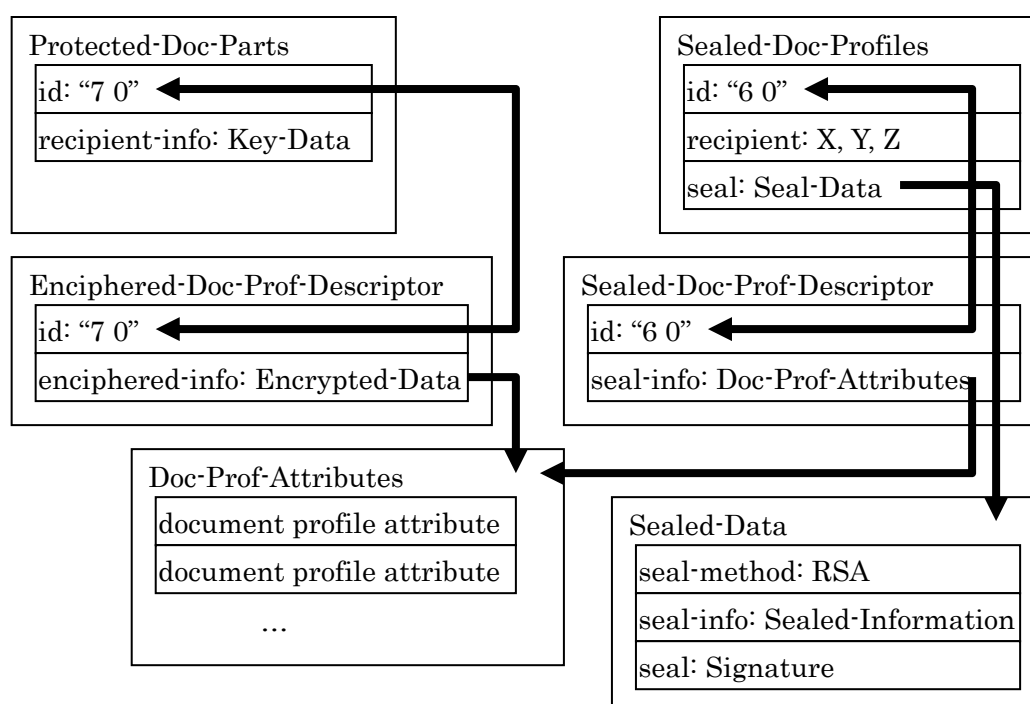 Protected-Doc-Parts
id: “7 0”
recipient-info: Key-Data
Sealed-Doc-Profiles
id: “6 0”
recipient: X, Y, Z
seal: Seal-Data
Enciphered-Doc-Prof-Descriptor
id: “7 0”
enciphered-info: Encrypted-Data
Sealed-Doc-Prof-Descriptor
id: “6 0”
seal-info: Doc-Prof-Attributes
Doc-Prof-Attributes
document profile attribute
document profile attribute
…
Sealed-Data
seal-method: RSA
seal-info: Sealed-Information
seal: Signature